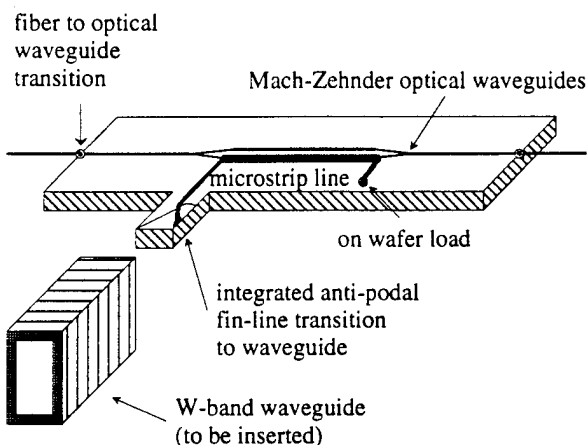 fiber to optical
waveguide
transition
Mach-Zehnder optical waveguides
microstrip line
on wafer load
integrated anti-podal
fin-line transition
to waveguide
W-band waveguide
(to be inserted)